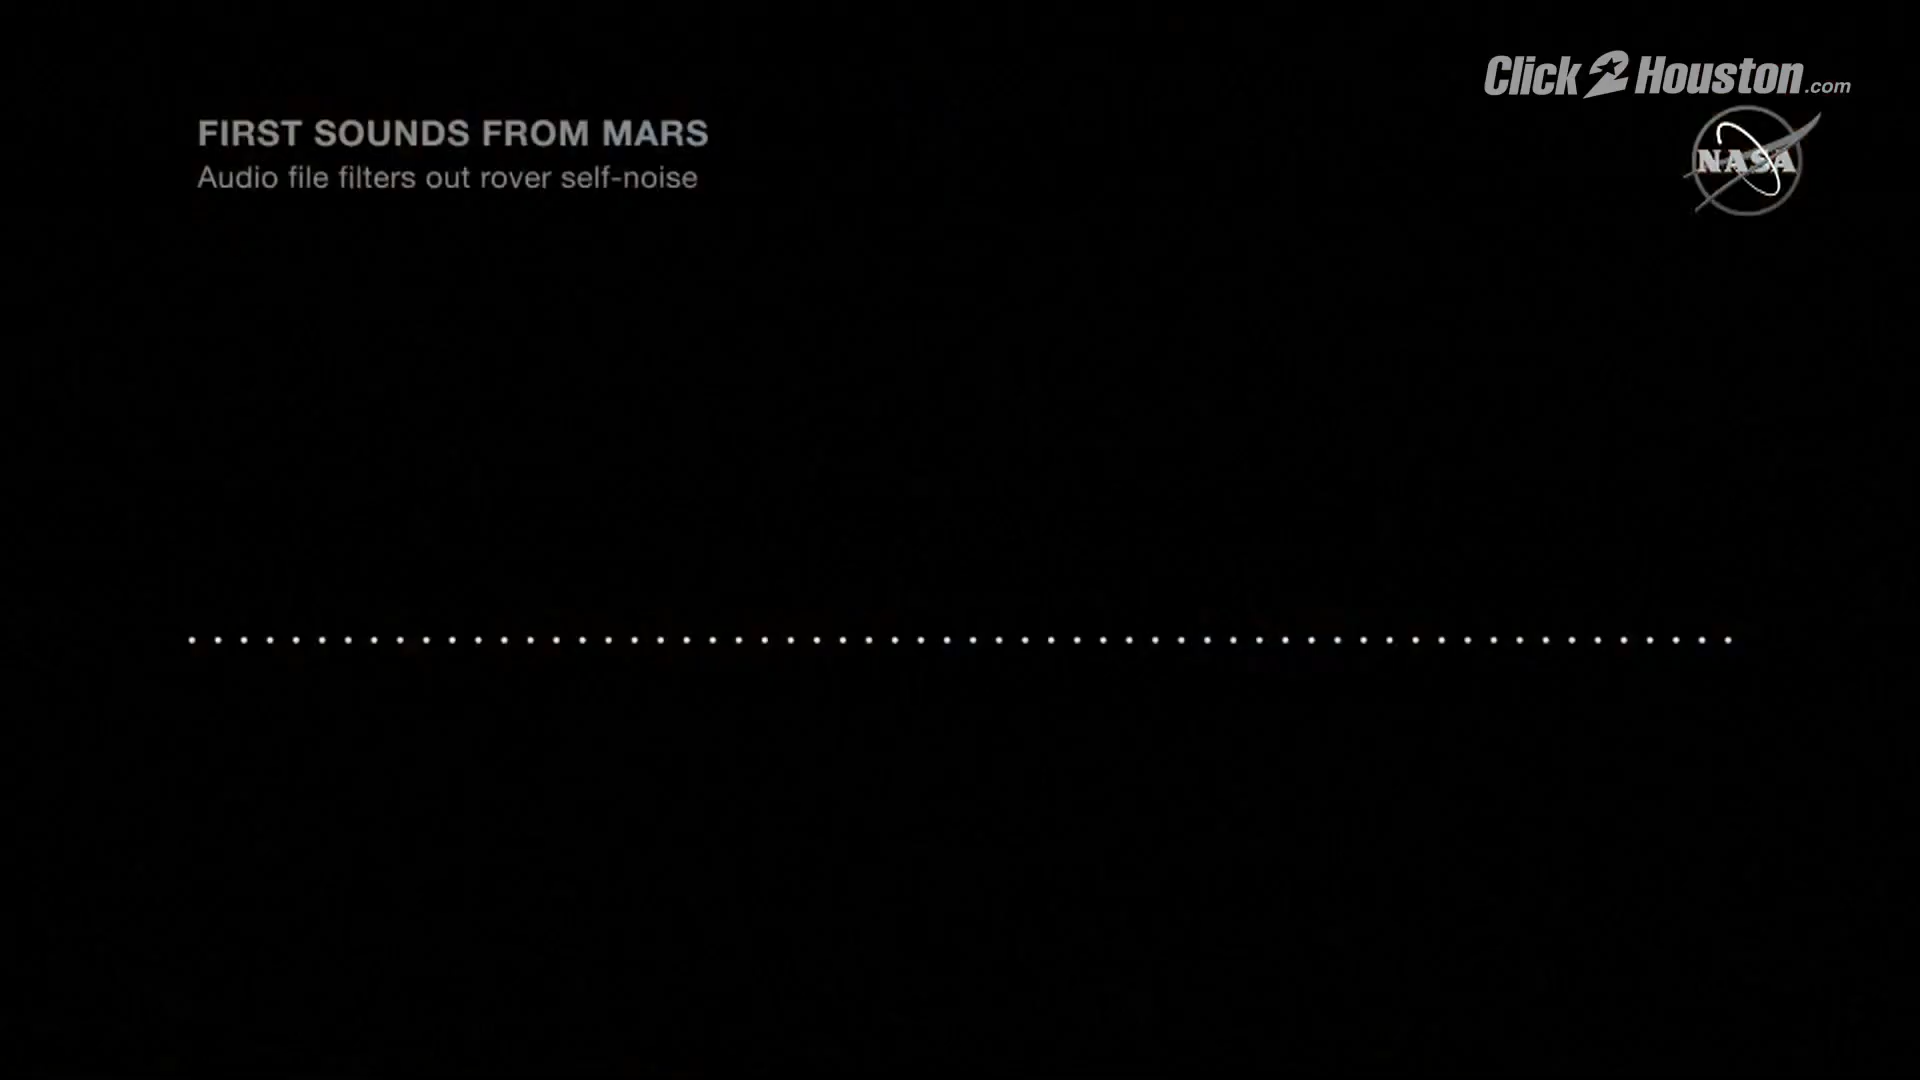 Click2Houston.com
FIRST SOUNDS FROM MARS
Audio file filters out rover self-noise
NASA